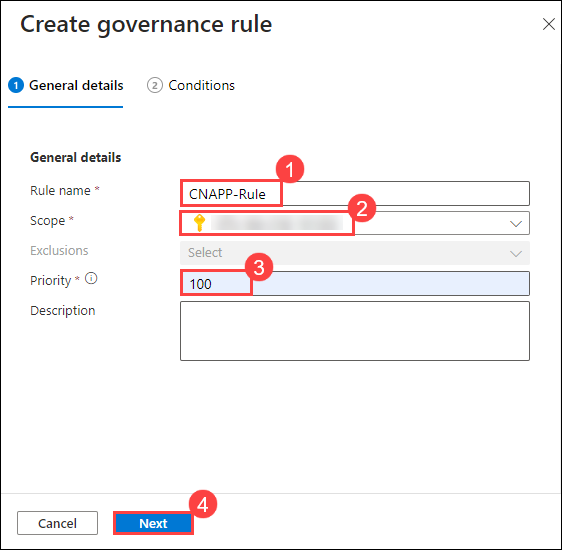 Create governance rule
1 General details 2 Conditions
General details
1
Rule name * CNAPP-Rule
2
Scope *
Exclusions Select
3
Priority * 100
Description
4
Cancel Next